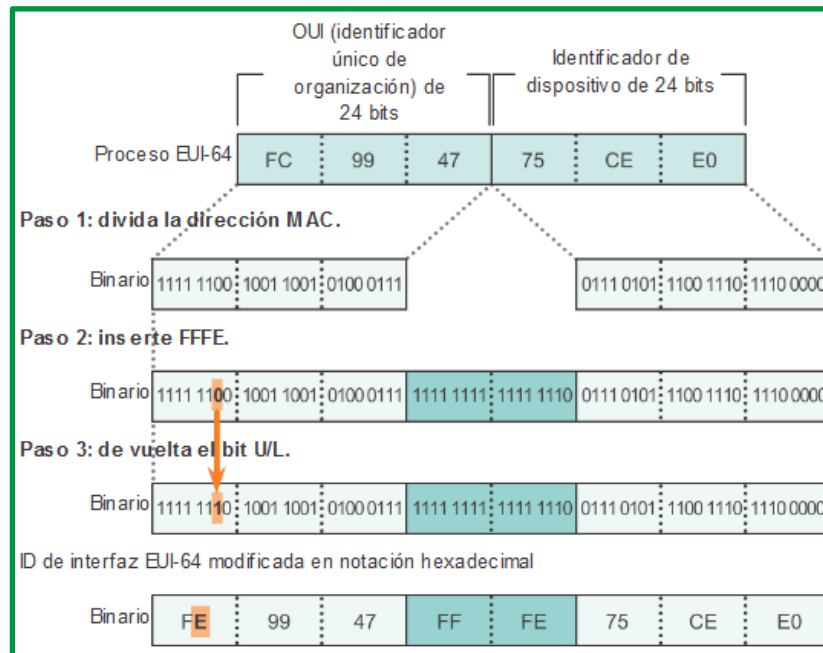 OUI (identificador
único de
organización) de
24 bits
Identificador de
dispositivo de 24 bits
Proceso EUI-64 FC 99 47 75 CE E0
Paso 1: divida la dirección MAC.
Binario 1111 1100 1001 1001 0100 0111 0111 0101 1100 1110 1110 0000
Paso 2: inserte FFFE.
Binario 1111 1100 1001 1001 0100 0111 1111 1111 1111 1110 0111 0101 1100 1110 1110 0000
Paso 3: de vuelta el bit U/L.
Binario 1111 1110 1001 1001 0100 0111 1111 1111 1111 1110 0111 0101 1100 1110 1110 0000
ID de interfaz EUI-64 modificada en notación hexadecimal
Binario FE 99 47 FF FE 75 CE E0